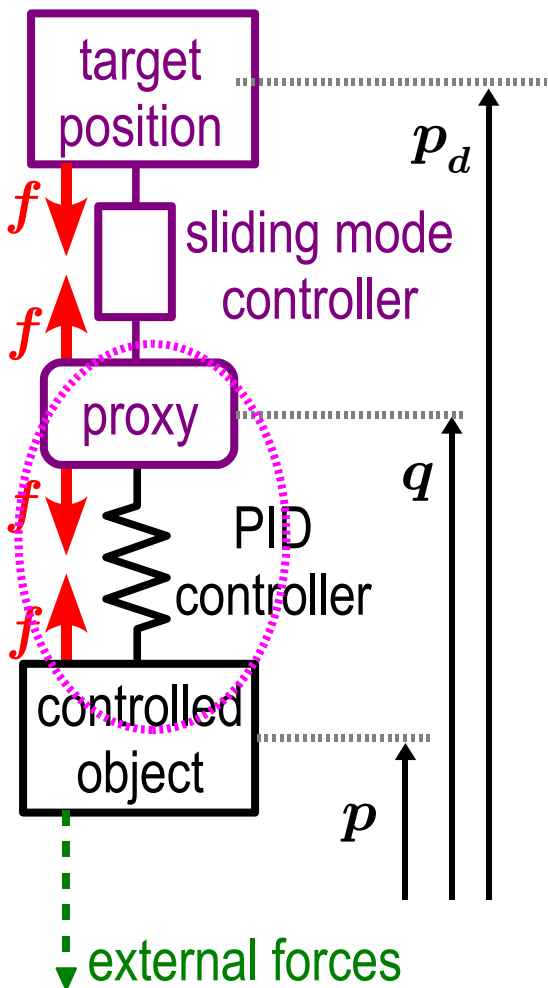 target
position
p_d
f
sliding mode
controller
f
proxy
q
f
PID
controller
f
controlled
object
p
external forces